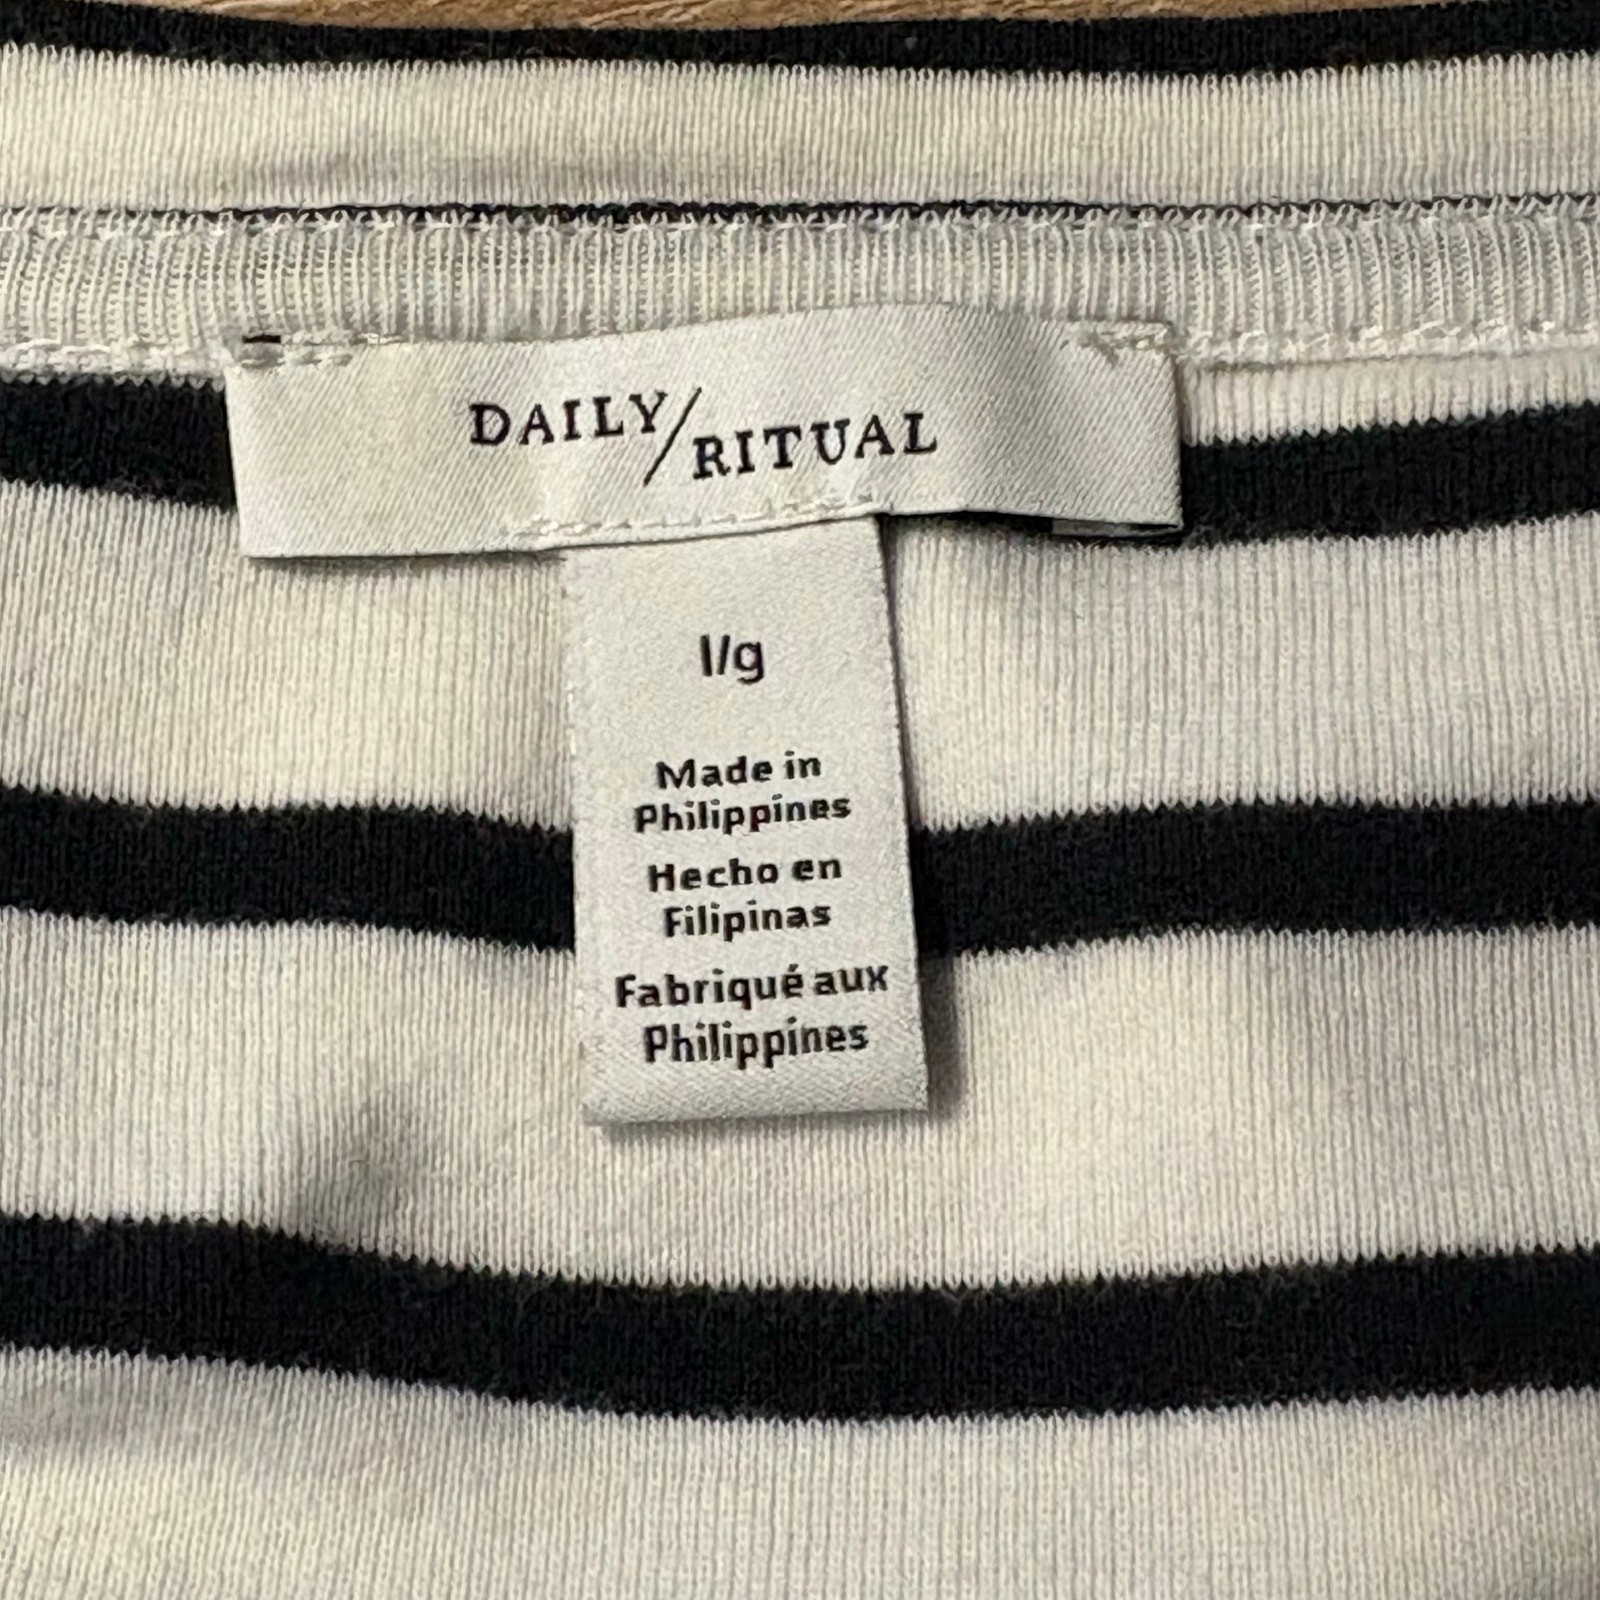 DAILY/RITUAL
l/g
Made in
Philippines
Hecho en
Filipinas
Fabriqué aux
Philippines